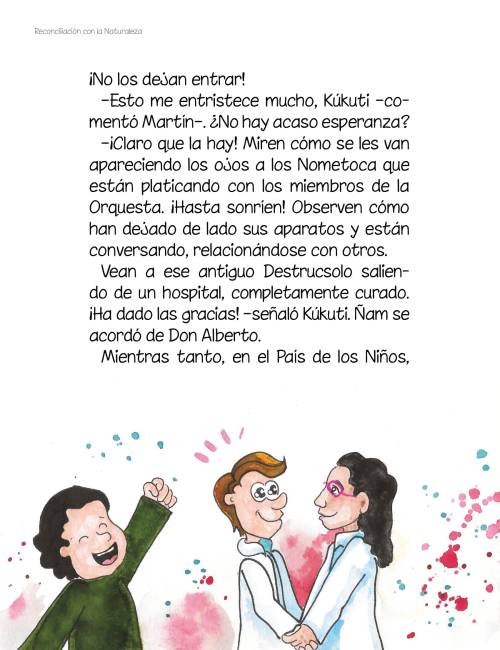 Reconciliación con la Naturaleza
¡No los dejan entrar!
–Esto me entristece mucho, Kúkuti –co-
mentó Martín–. ¿No hay acaso esperanza?
–¡Claro que la hay! Miren cómo se les van
apareciendo los ojos a los Nometoca que
están platicando con los miembros de la
Orquesta. ¡Hasta sonríen! Observen cómo
han dejado de lado sus aparatos y están
conversando, relacionándose con otros.
Vean a ese antiguo Destrucsolo salien-
do de un hospital, completamente curado.
¡Ha dado las gracias! –señaló Kúkuti. Ñam se
acordó de Don Alberto.
Mientras tanto, en el País de los Niños,